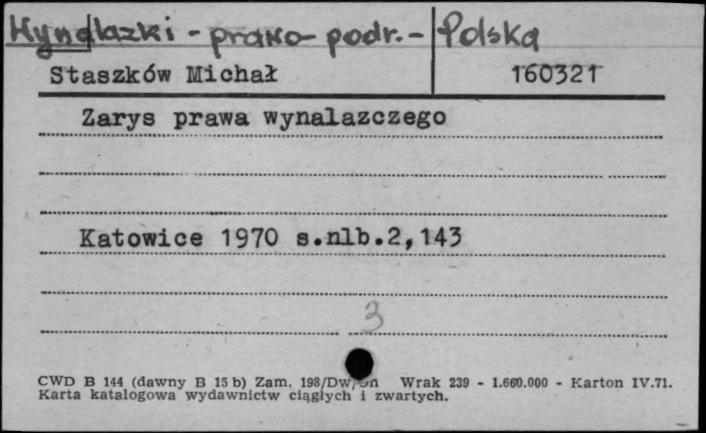 Wynalazki - prawo - podr. - Polska
Staszków Michał 160321
Zarys prawa wynalazczego
Katowice 1970 s.nlb.2,143
3
CWD B 144 (dawny B 15 b) Zam. 198/Dw/ Wrak 239 - 1.660.000 - Karton IV.71.
Karta katalogowa wydawnictw ciągłych i zwartych.